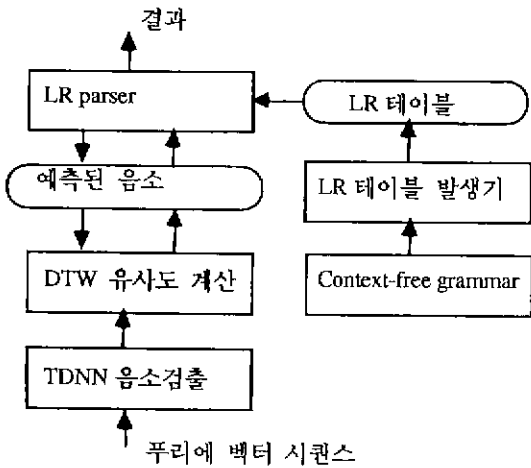 결과
LR parser
LR 테이블
예측된 음소
LR 테이블 발생기
DTW 유사도 계산
Context-free grammar
TDNN 음소검출
푸리에 벡터 시퀀스